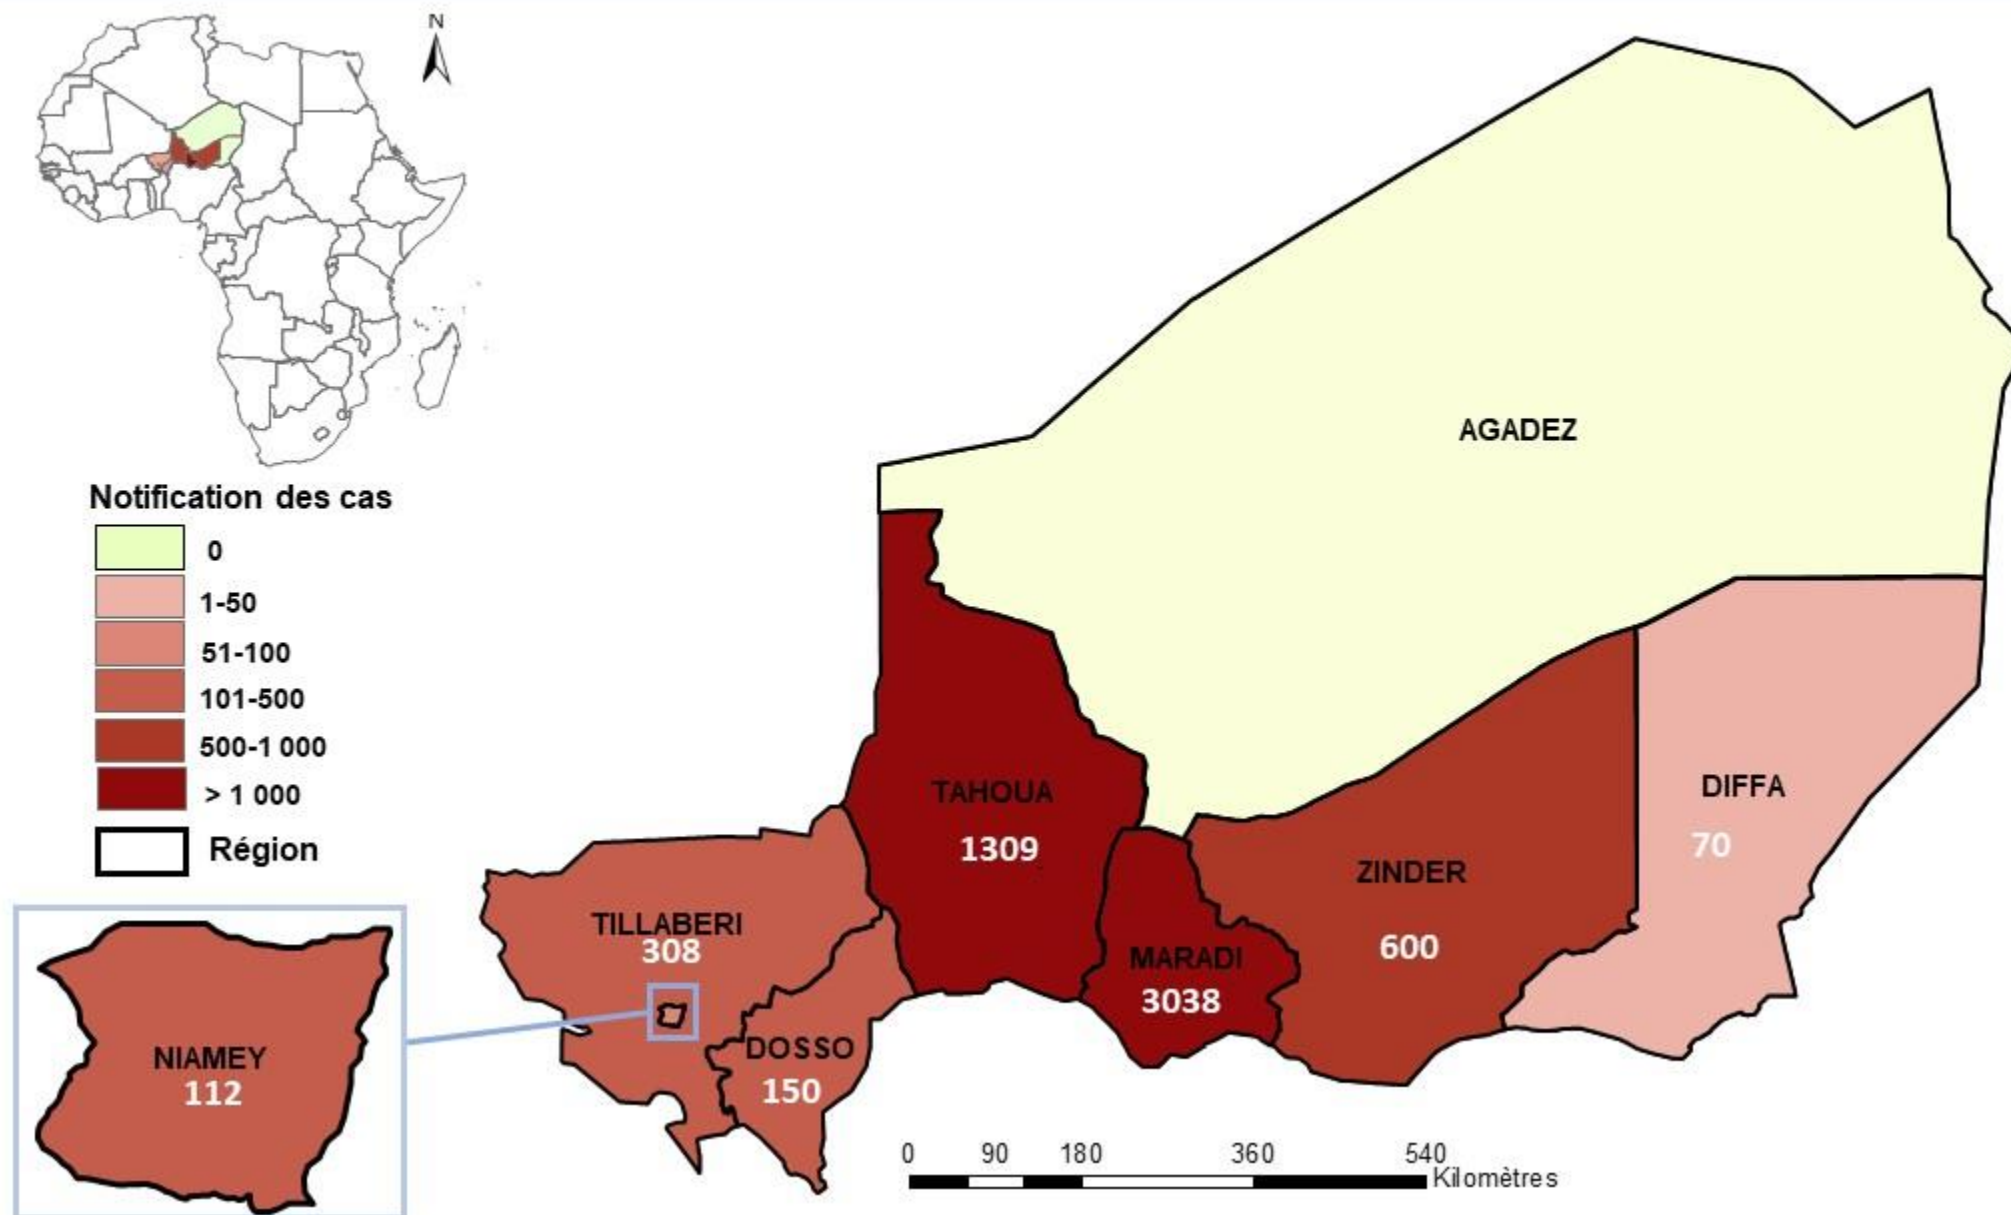 N
Notification des cas
0
1-50
51-100
101-500
500-1 000
> 1 000
Région
AGADEZ
TAHOUA
1309
DIFFA
70
ZINDER
600
MARADI
3038
TILLABERI
308
DOSSO
150
NIAMEY
112
0 90 180 360 540
Kilomètres